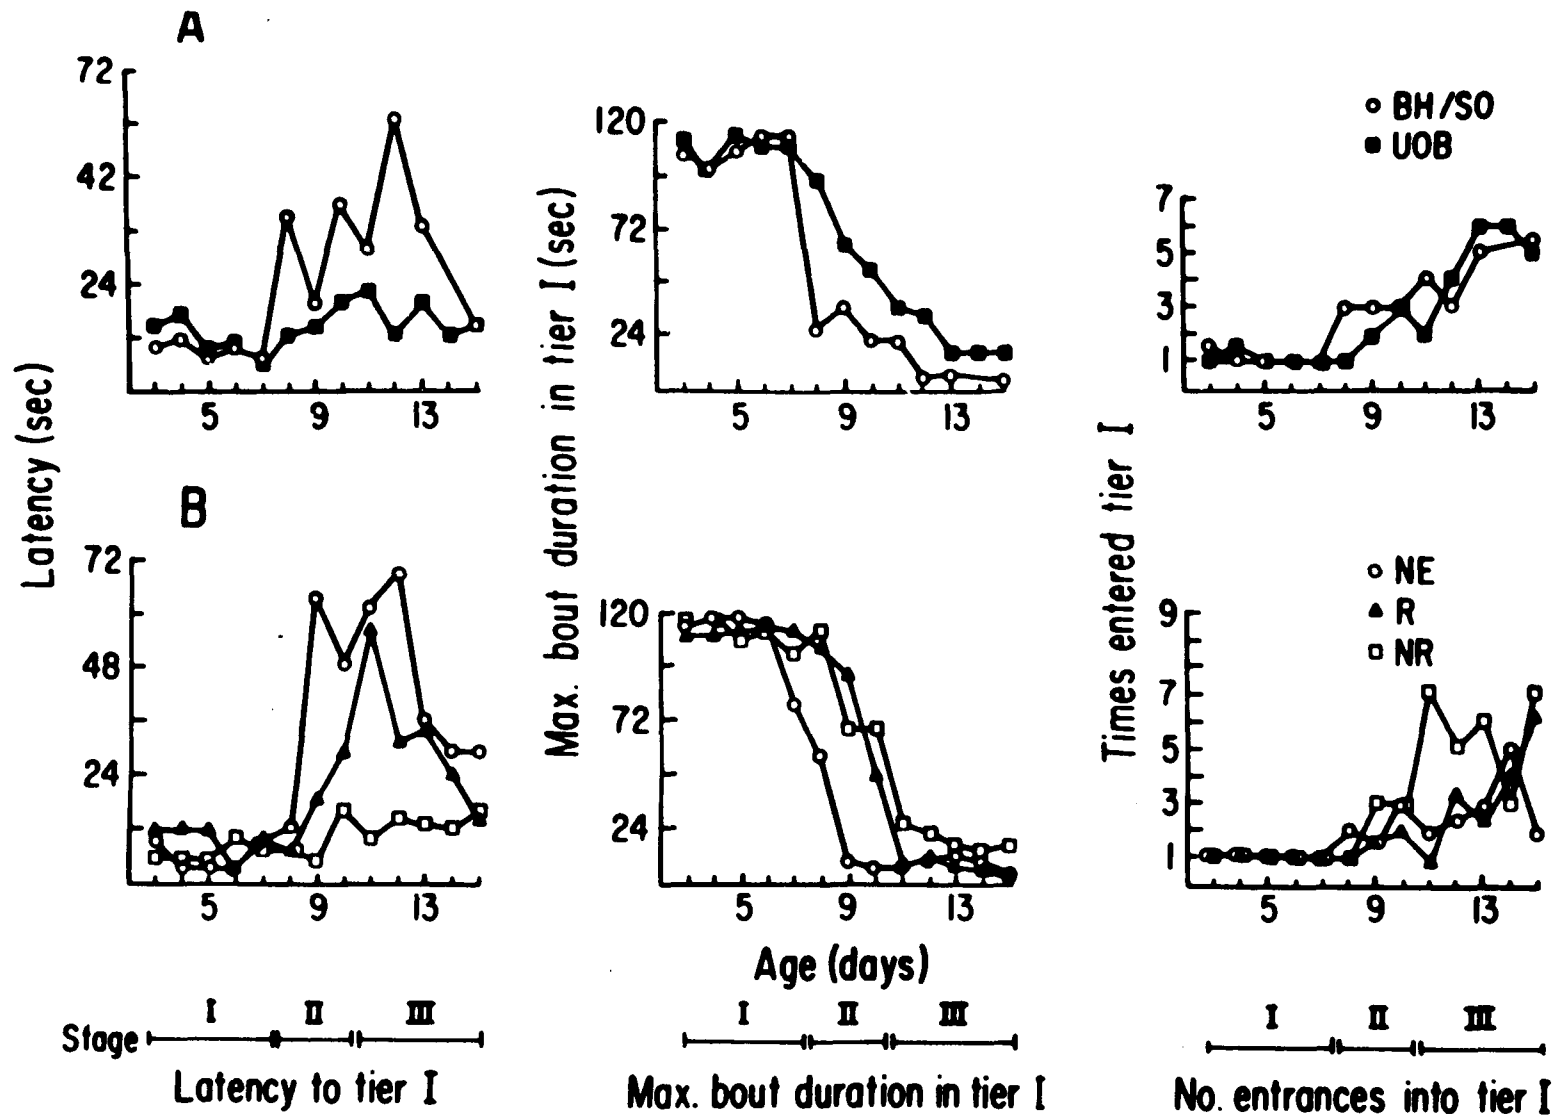 A
72
42
24
5 9 13
120
72
24
5 9 13
BH/SO
UOB
7
5
3
1
5 9 13
Latency (sec)
Max. bout duration in tier I (sec)
Times entered tier I
B
72
48
24
5 9 13
120
72
24
5 9 13
NE
R
NR
9
7
5
3
1
5 9 13
Age (days)
Stage I II III
I II III
I II III
Latency to tier I
Max. bout duration in tier I
No. entrances into tier I